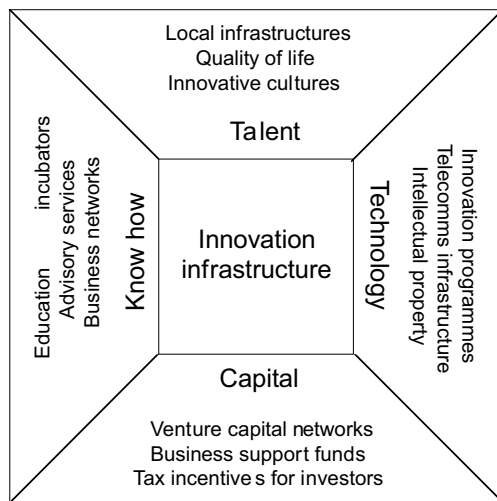 Local infrastructures
Quality of life
Innovative cultures
Talent
Education incubators
Advisory services
Business networks
Know how
Innovation
infrastructure
Technology
Innovation programmes
Telecomms infrastructure
Intellectual property
Capital
Venture capital networks
Business support funds
Tax incentives for investors